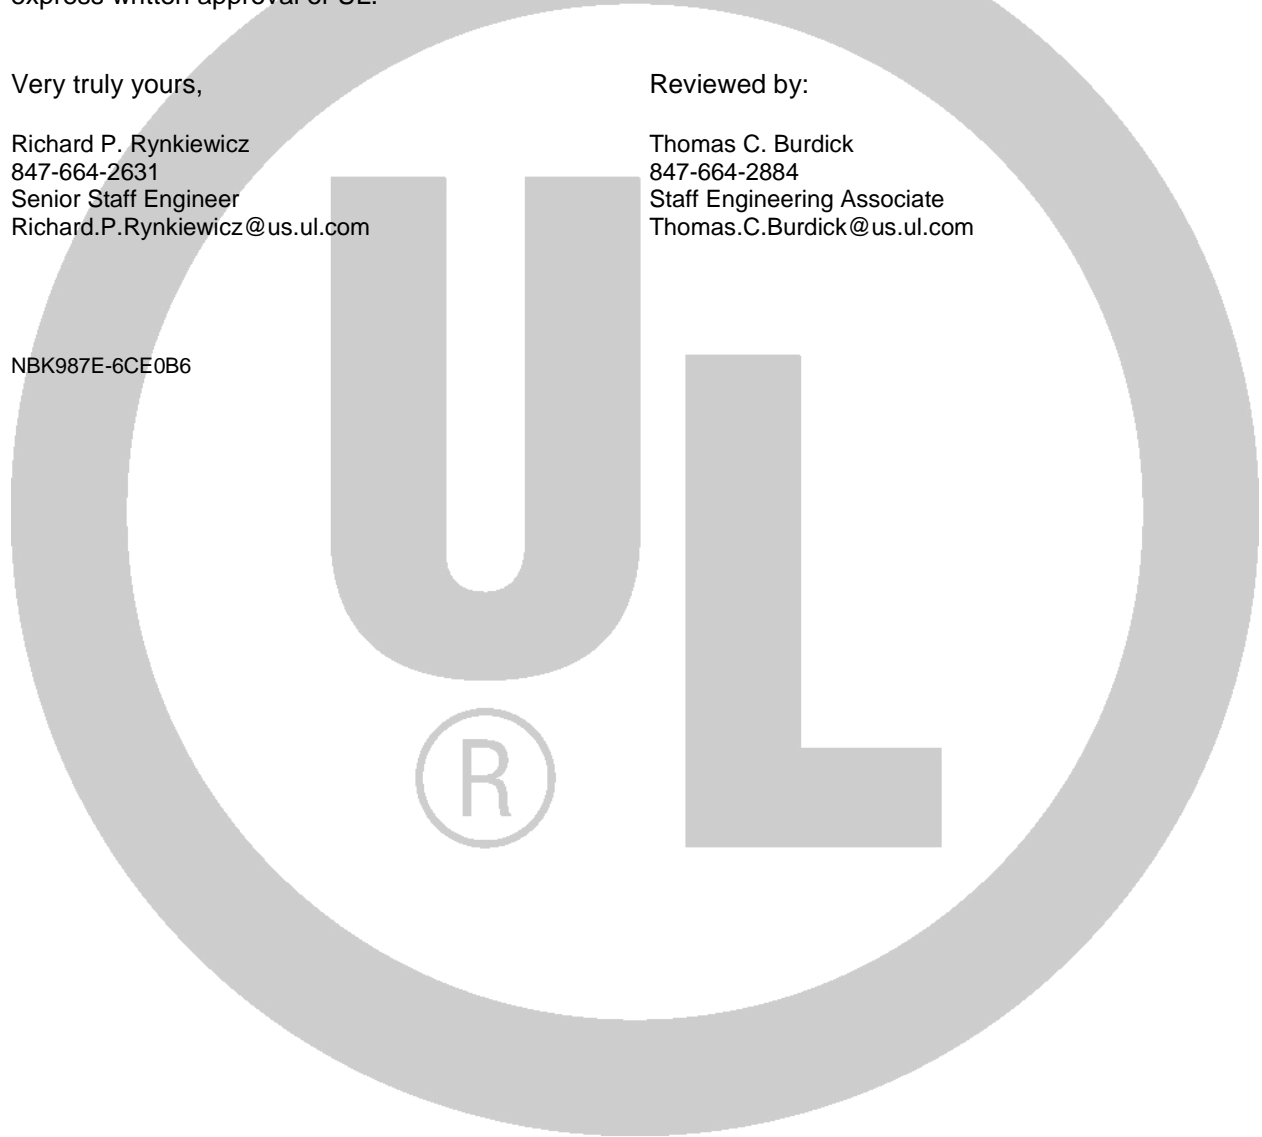 express written approval of UL.
Very truly yours,
Reviewed by:
Richard P. Rynkiewicz
847-664-2631
Senior Staff Engineer
Richard.P.Rynkiewicz@us.ul.com
Thomas C. Burdick
847-664-2884
Staff Engineering Associate
Thomas.C.Burdick@us.ul.com
NBK987E-6CE0B6
UL
®